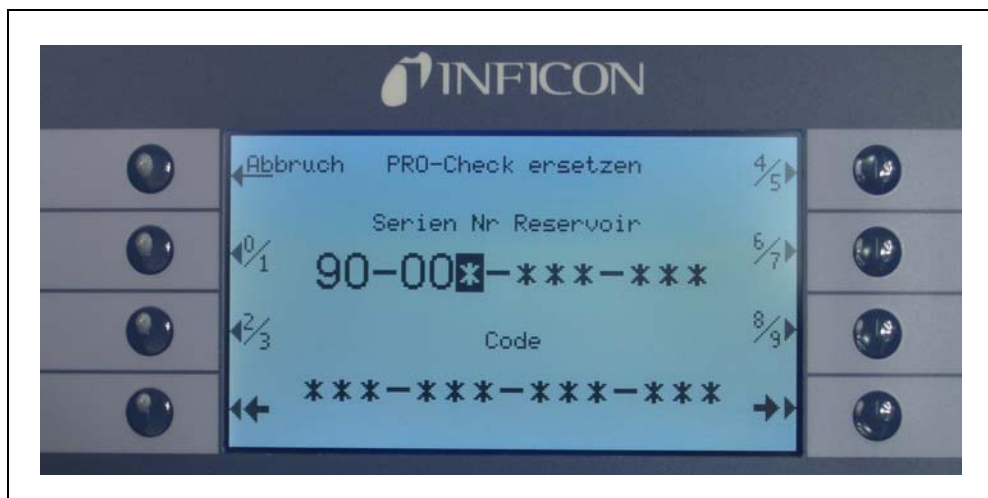 INFICON
Abbruch PRO-Check ersetzen 4/5
Serien Nr Reservoir
0/1 6/7
90-00*-***-***
2/3 Code 8/9
***-***-***-***